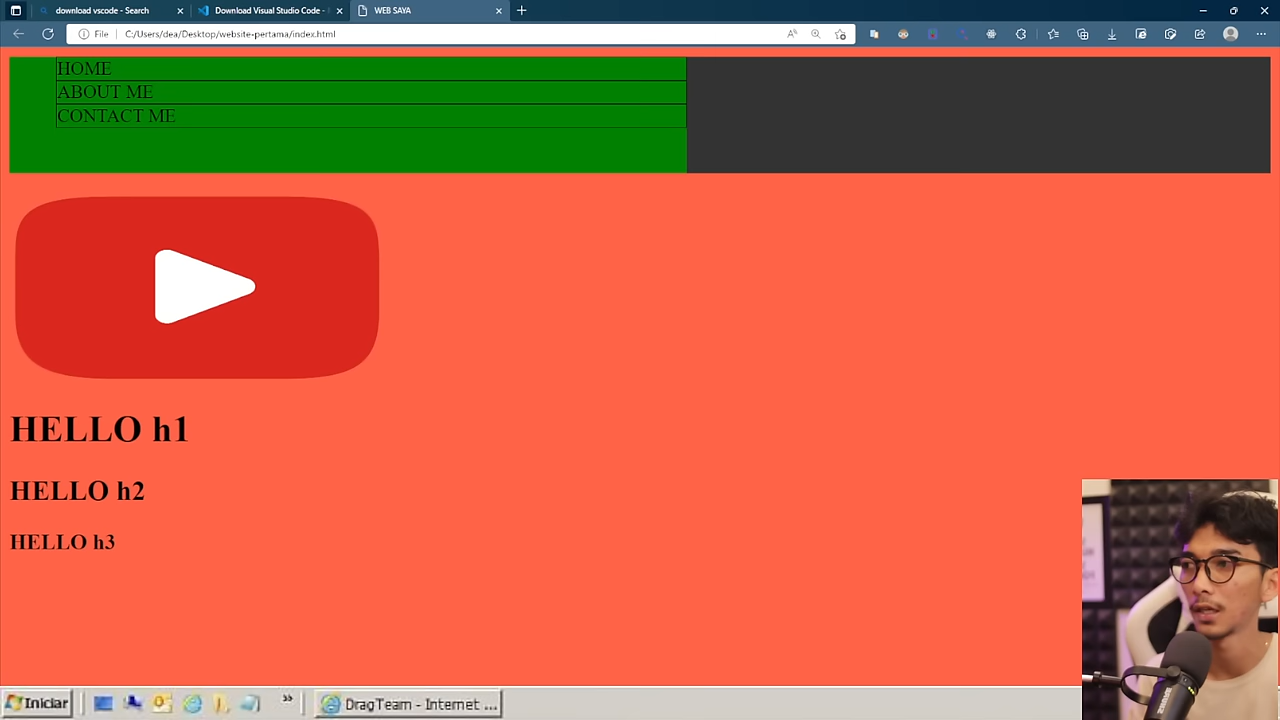 download vscode - Search
Download Visual Studio Code -
WEB SAYA
File
C:/Users/dea/Desktop/website-pertama/index.html
HOME
ABOUT ME
CONTACT ME
HELLO h1
HELLO h2
HELLO h3
Iniciar
DragTeam - Internet ...